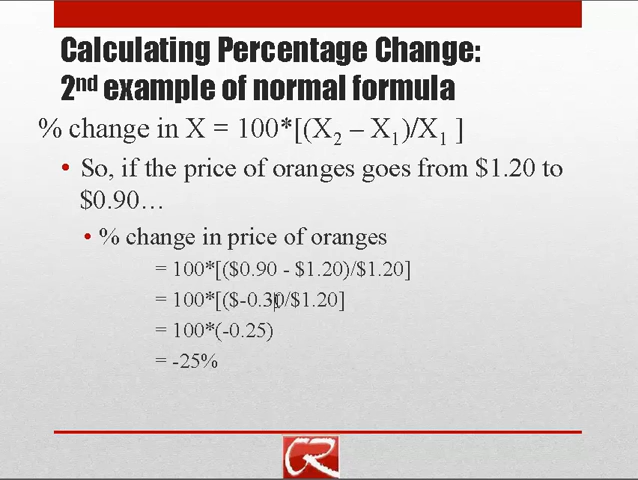 Calculating Percentage Change:
2nd example of normal formula
% change in X = 100*[(X2 – X1)/X1 ]
• So, if the price of oranges goes from $1.20 to
$0.90…
• % change in price of oranges
= 100*[($0.90 - $1.20)/$1.20]
= 100*[($-0.30/$1.20]
= 100*(-0.25)
= -25%
R